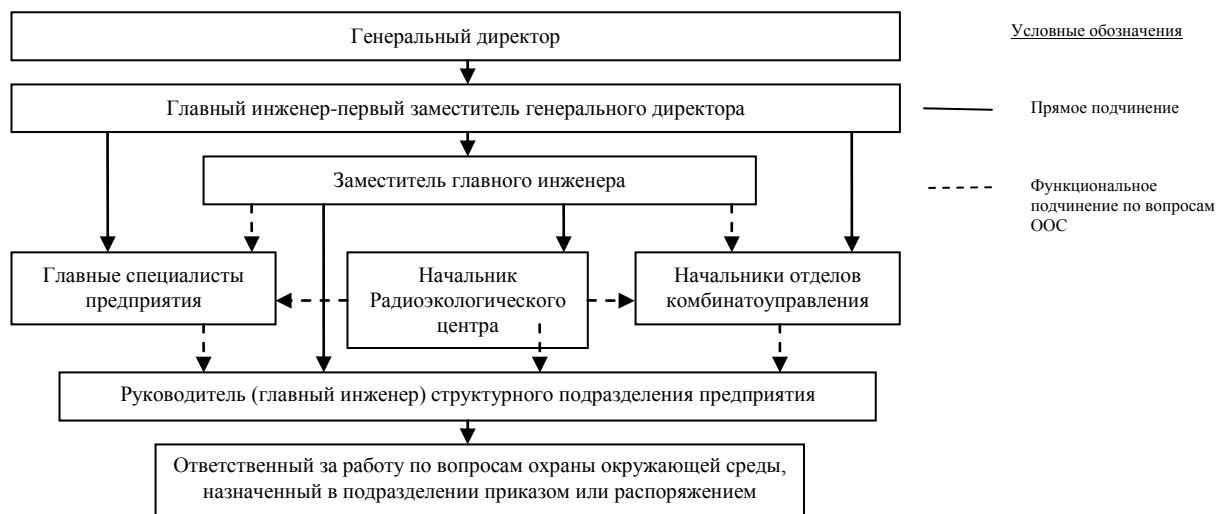 Генеральный директор
Условные обозначения
Главный инженер-первый заместитель генерального директора
Прямое подчинение
Заместитель главного инженера
Функциональное
подчинение по вопросам
ООС
Главные специалисты
предприятия
Начальник
Радиоэкологического
центра
Начальники отделов
комбинатоуправления
Руководитель (главный инженер) структурного подразделения предприятия
Ответственный за работу по вопросам охраны окружающей среды,
назначенный в подразделении приказом или распоряжением